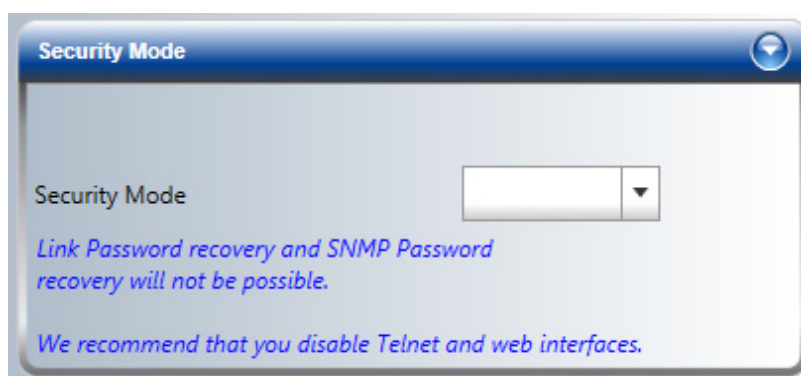 Security Mode
Security Mode
Link Password recovery and SNMP Password
recovery will not be possible.
We recommend that you disable Telnet and web interfaces.